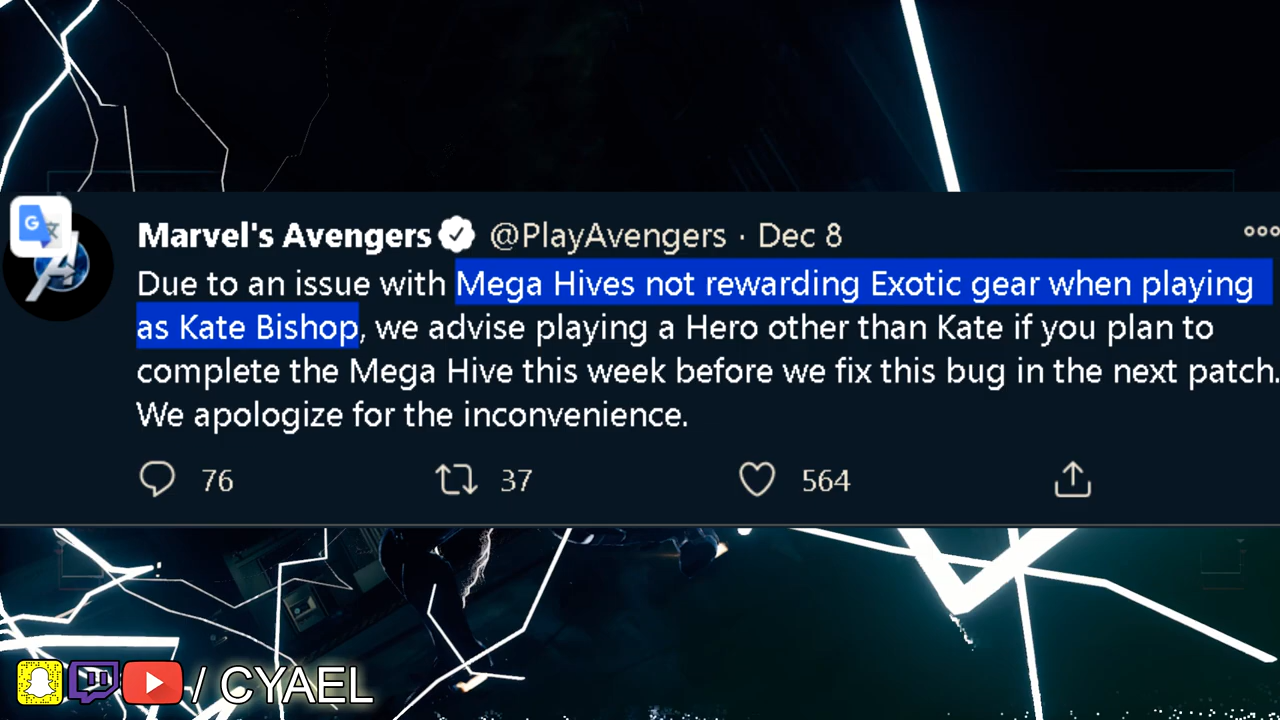 Marvel's Avengers @PlayAvengers · Dec 8
Due to an issue with Mega Hives not rewarding Exotic gear when playing
as Kate Bishop, we advise playing a Hero other than Kate if you plan to
complete the Mega Hive this week before we fix this bug in the next patch.
We apologize for the inconvenience.
76 37 564
/ CYAEL